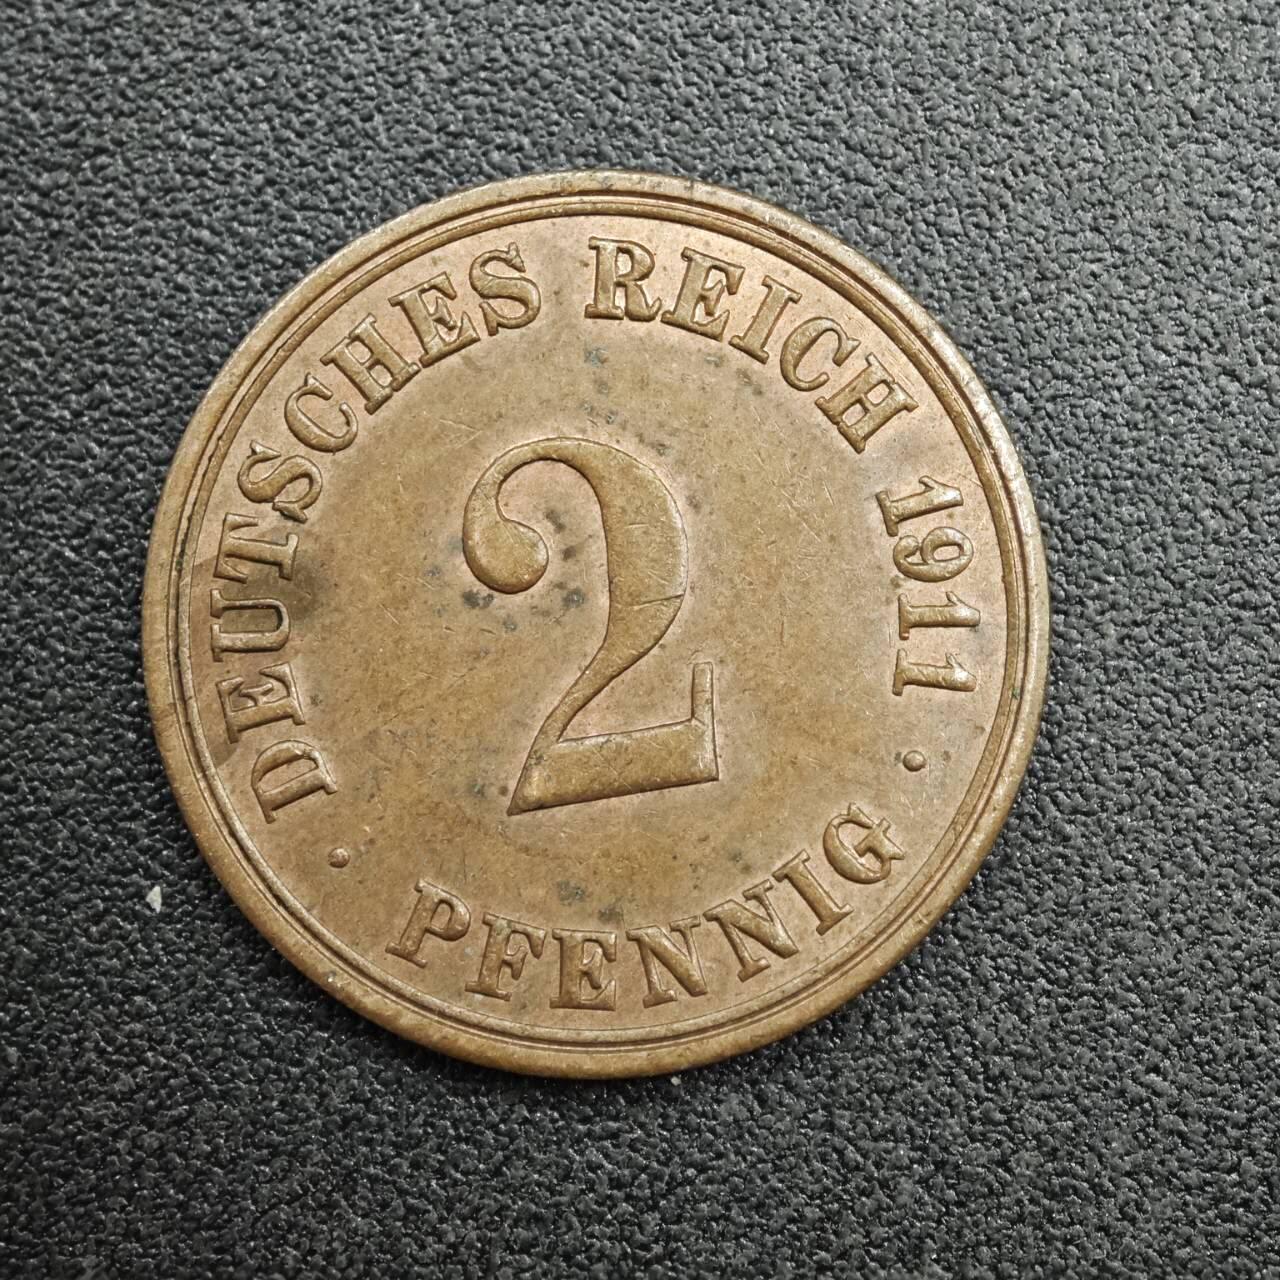 DEUTSCHES REICH 1911
2
· PFENNIG ·